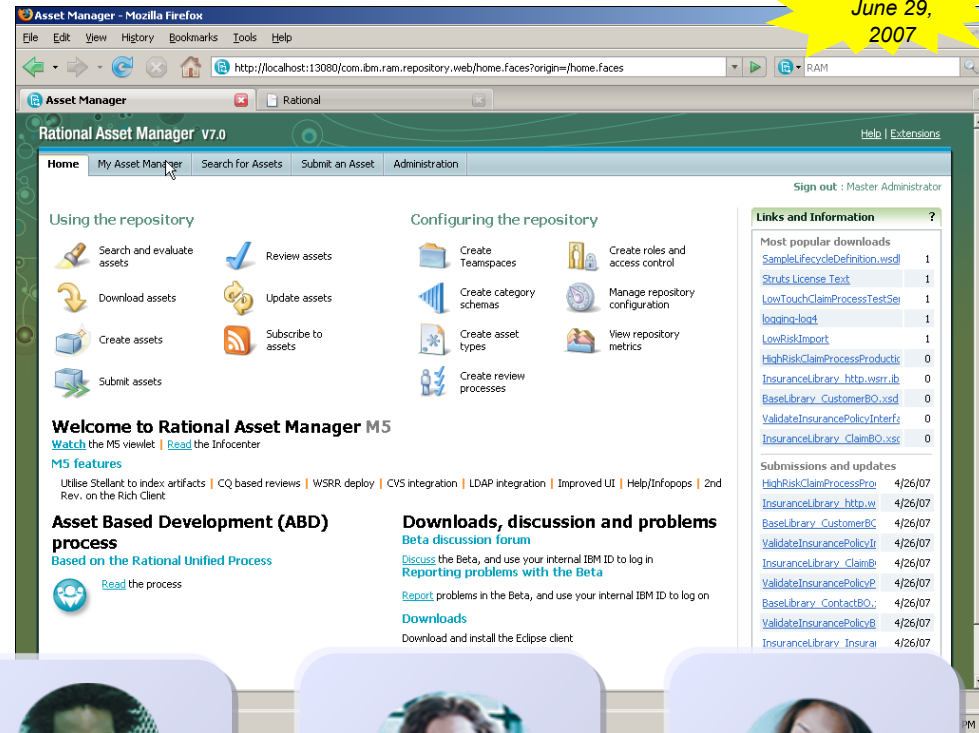 Asset Manager - Mozilla Firefox
June 29,
2007
File Edit View History Bookmarks Tools Help
http://localhost:13080/com.ibm.ram.repository.web/home.faces?origin=/home.faces
RAM
Asset Manager
Rational
Rational Asset Manager V7.0
Help | Extensions
Home My Asset Manager Search for Assets Submit an Asset Administration
Sign out : Master Administrator
Using the repository
Search and evaluate
assets
Review assets
Download assets
Update assets
Create assets
Subscribe to
assets
Submit assets
Configuring the repository
Create
Teamspaces
Create roles and
access control
Create category
schemas
Manage repository
configuration
Create asset
types
View repository
metrics
Create review
processes
Welcome to Rational Asset Manager M5
Watch the M5 viewlet | Read the Infocenter
M5 features
Utilise Stellant to index artifacts | CQ based reviews | WSRR deploy | CVS integration | LDAP integration | Improved UI | Help/Infopops | 2nd
Rev. on the Rich Client
Asset Based Development (ABD)
process
Based on the Rational Unified Process
Read the process
Downloads, discussion and problems
Beta discussion forum
Discuss the Beta, and use your internal IBM ID to log in
Reporting problems with the Beta
Report problems in the Beta, and use your internal IBM ID to log on
Downloads
Download and install the Eclipse client
Links and Information ?
Most popular downloads
SampleLifecycleDefinition.wsdl 1
Struts License Text 1
LowTouchClaimProcessTestSer 1
logging-log4 1
LowRiskImport 1
HighRiskClaimProcessProductic 0
InsuranceLibrary_http.wsrr.ib 0
BaseLibrary_CustomerBO.xsd 0
ValidateInsurancePolicyInterfa 0
InsuranceLibrary_ClaimBO.xsc 0
Submissions and updates
HighRiskClaimProcessPro 4/26/07
InsuranceLibrary_http.w 4/26/07
BaseLibrary_CustomerBC 4/26/07
ValidateInsurancePolicyIr 4/26/07
InsuranceLibrary_ClaimB 4/26/07
ValidateInsurancePolicyP 4/26/07
BaseLibrary_ContactBO.: 4/26/07
ValidateInsurancePolicyB 4/26/07
InsuranceLibrary_Insurai 4/26/07
PM